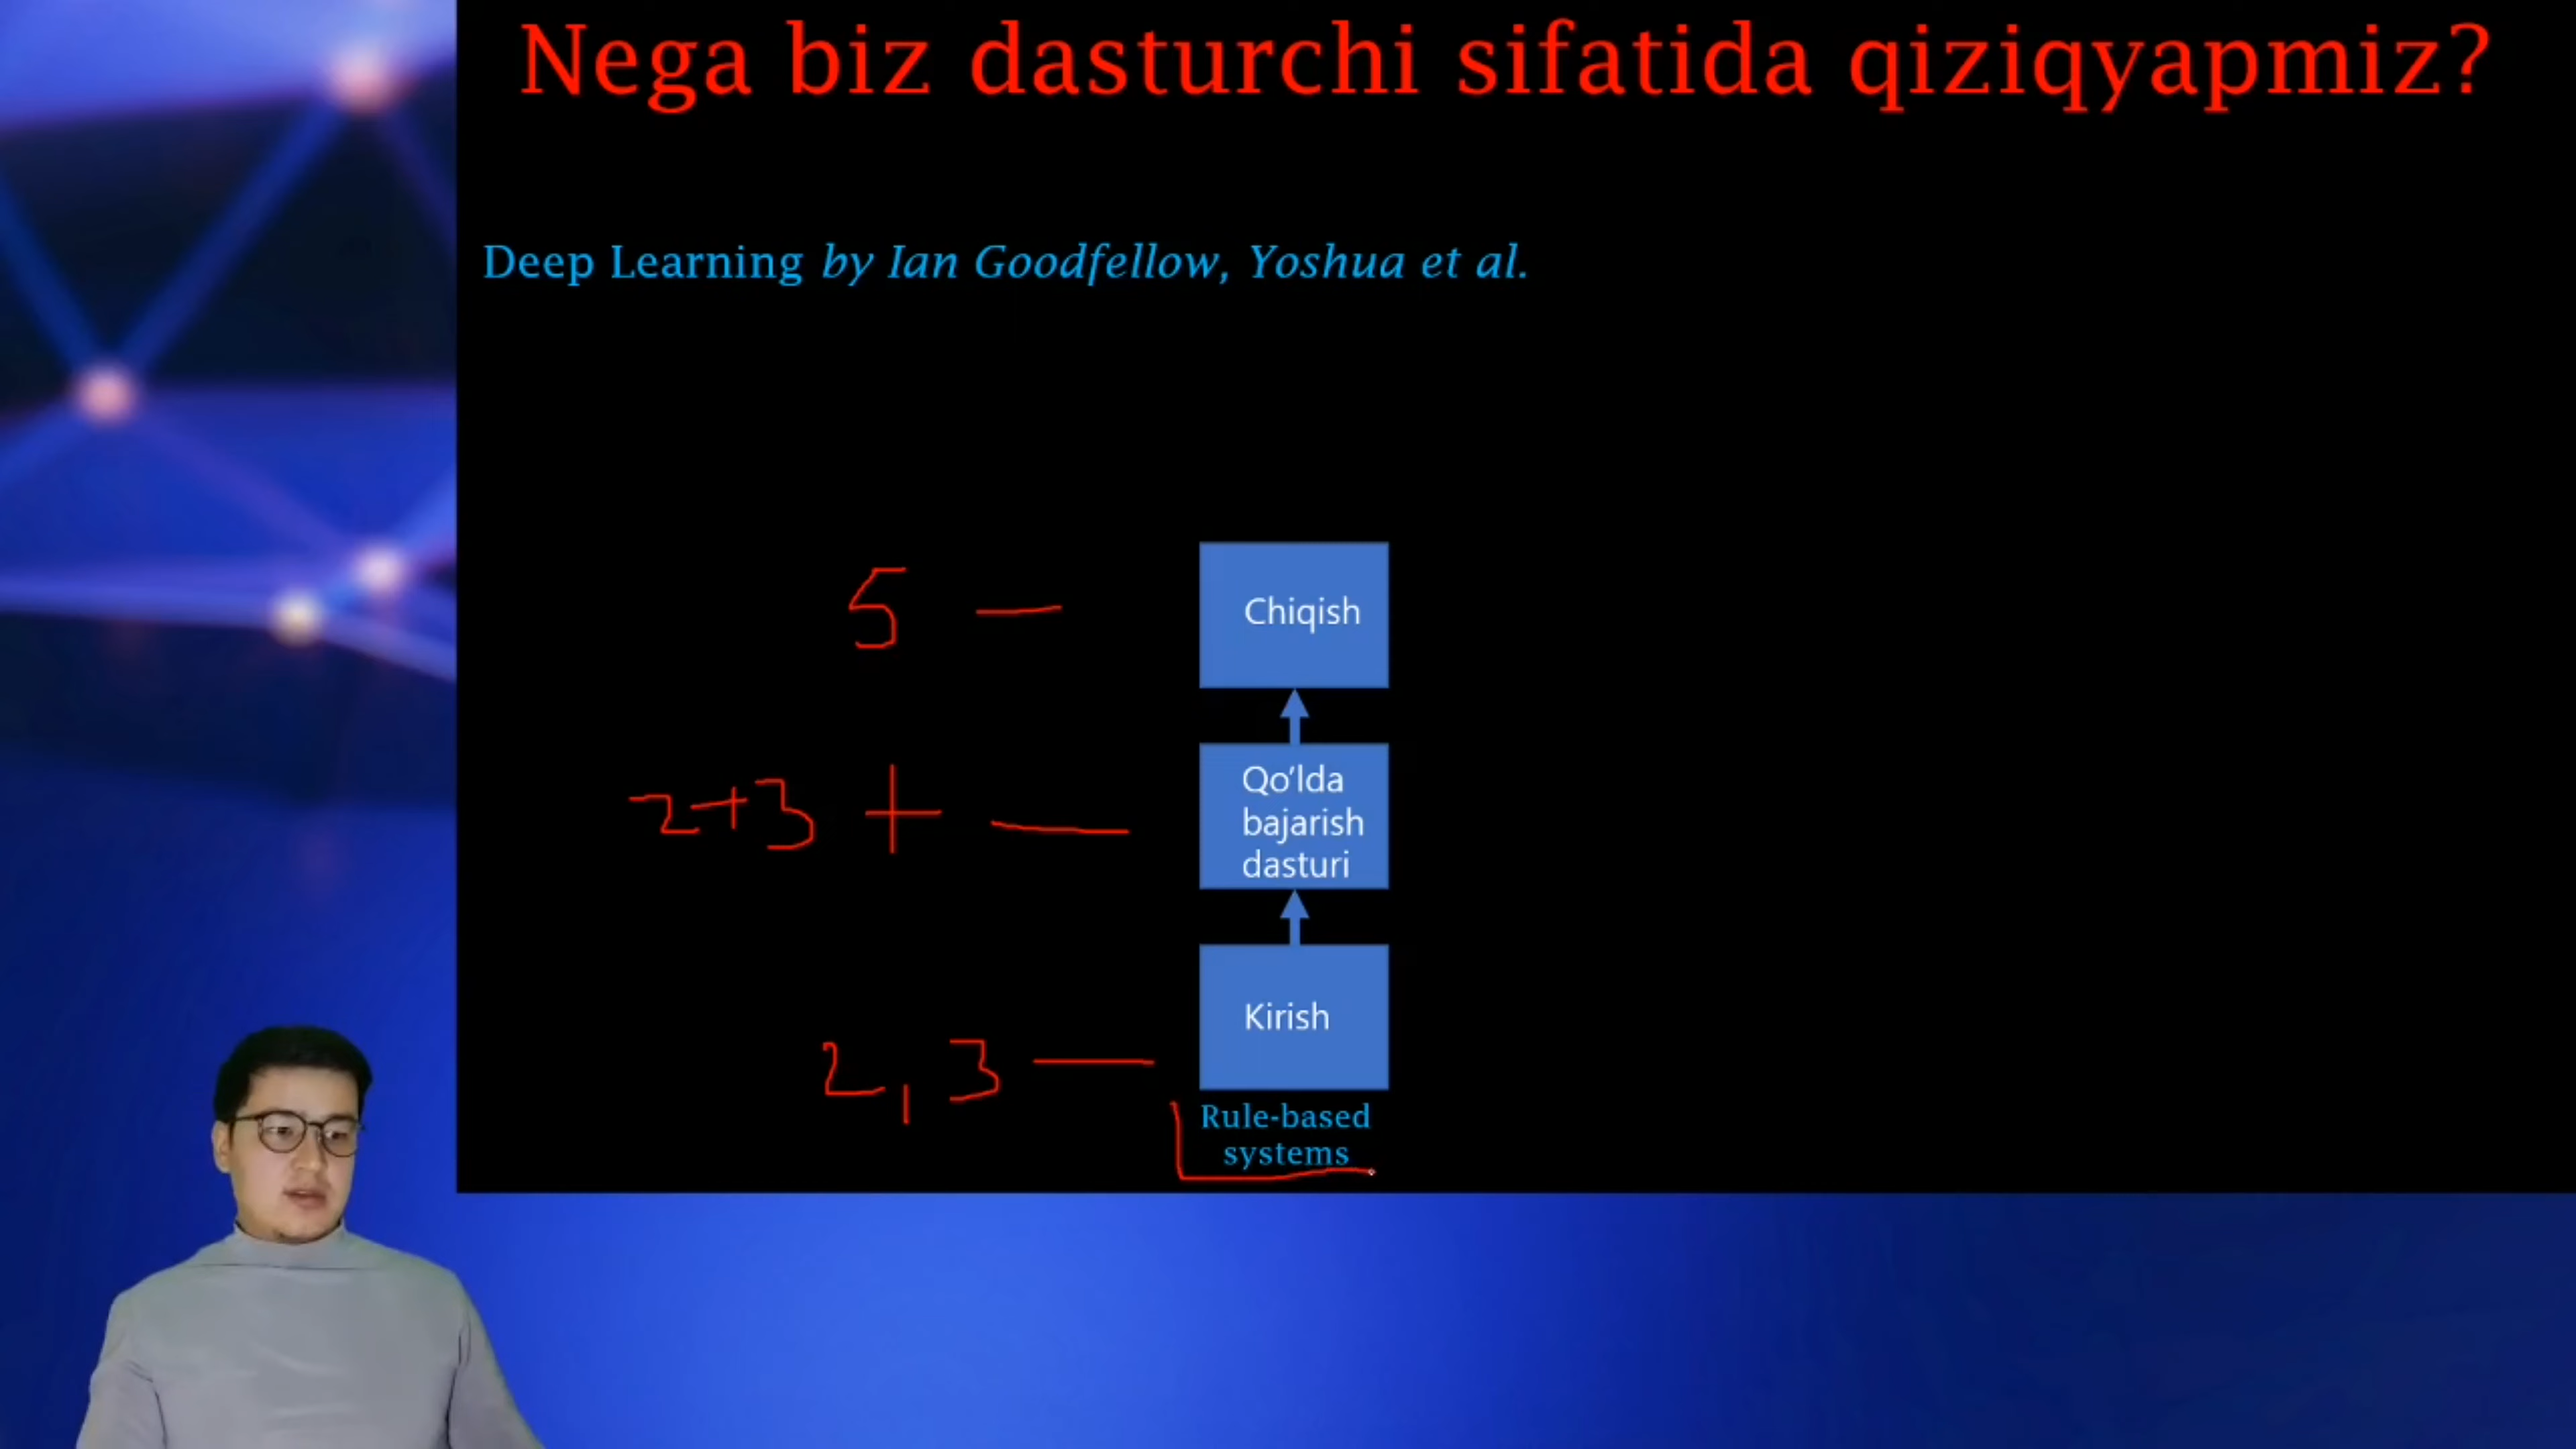 Nega biz dasturchi sifatida qiziqyapmiz?
Deep Learning by Ian Goodfellow, Yoshua et al.
5 —
Chiqish
2+3 + —
Qo'lda
bajarish
dasturi
2, 3 —
Kirish
Rule-based
systems